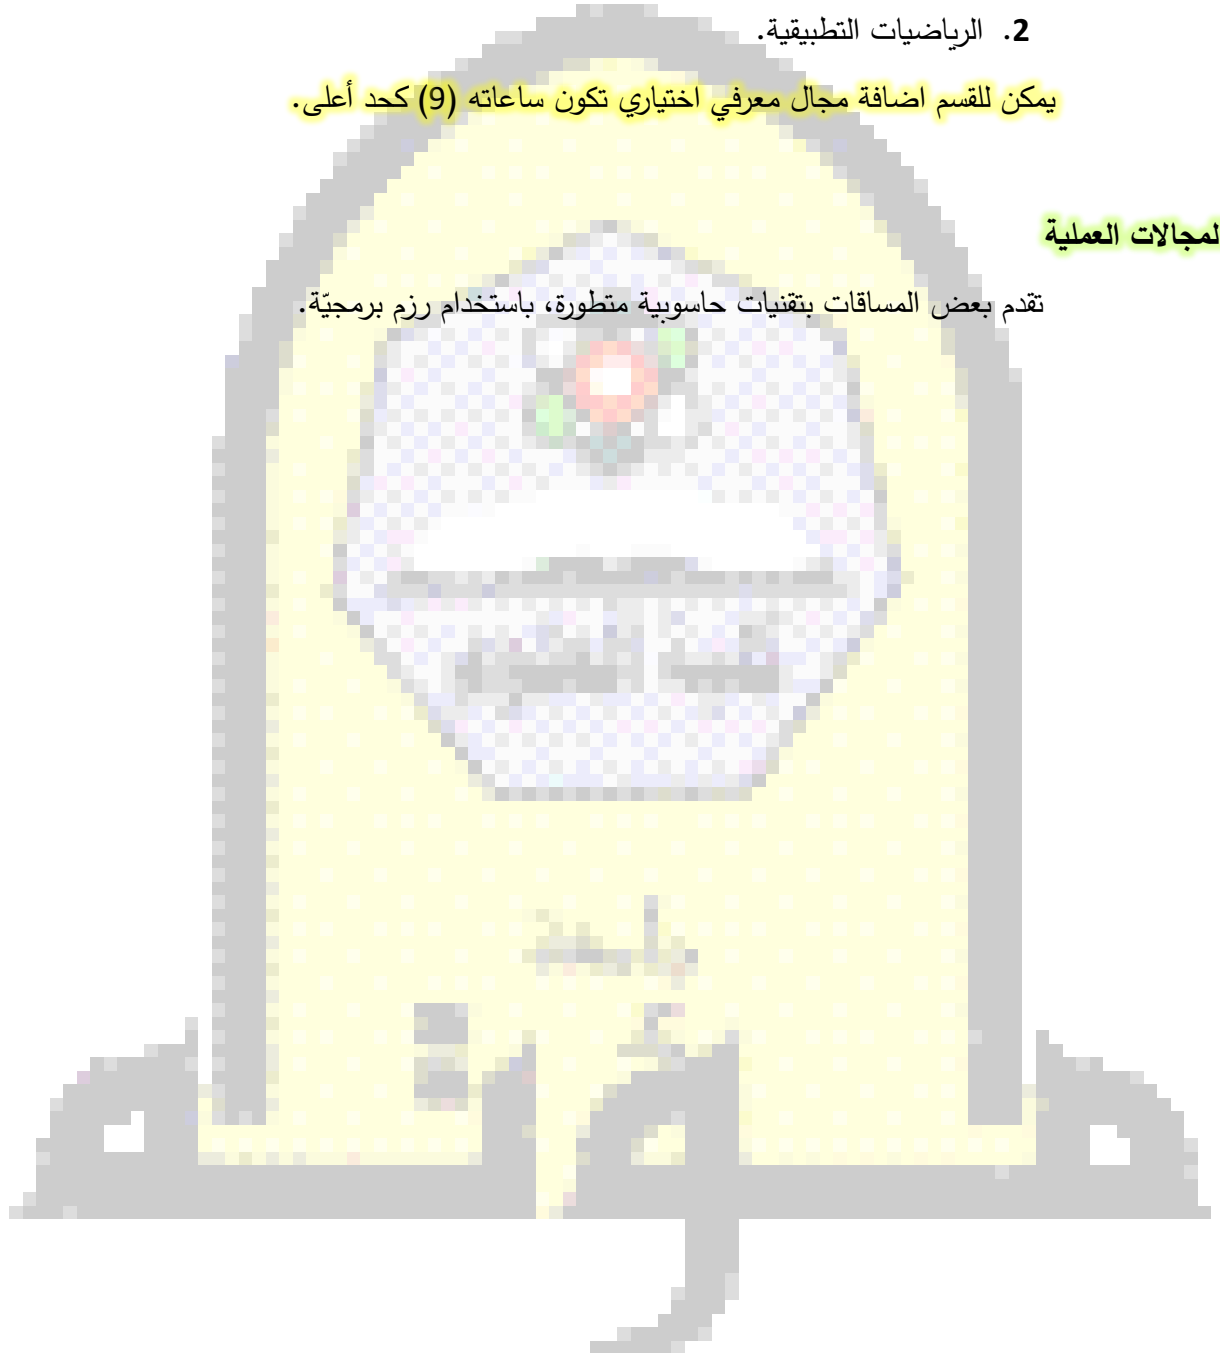 2. الرياضيات التطبيقية.
يمكن للقسم اضافة مجال معرفي اختياري تكون ساعاته (9) كحد أعلى.
لمجالات العملية
تقدم بعض المساقات بتقنيات حاسوبية متطورة، باستخدام رزم برمجيّة.